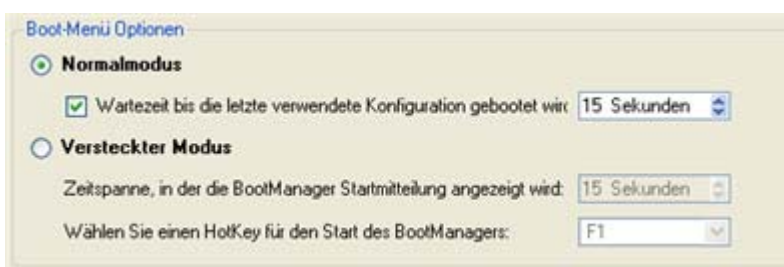 Boot-Menü Optionen
Normalmodus
Wartezeit bis die letzte verwendete Konfiguration gebootet wir 15 Sekunden
Versteckter Modus
Zeitspanne, in der die BootManager Startmitteilung angezeigt wird: 15 Sekunden
Wählen Sie einen HotKey für den Start des BootManagers: F1